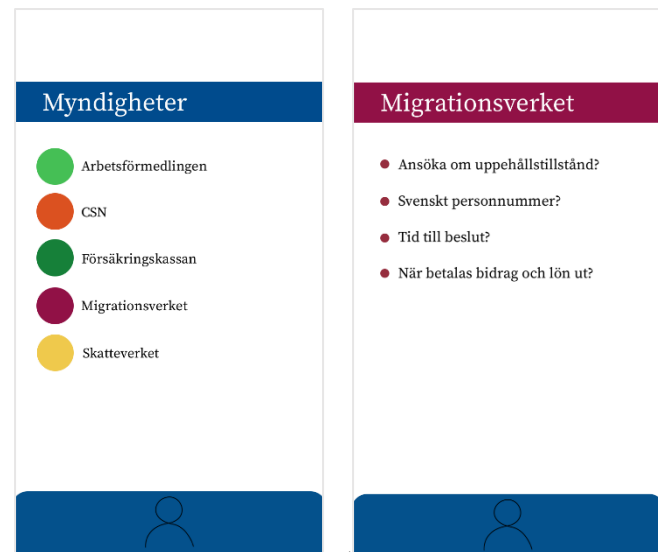 Myndigheter
Arbetsförmedlingen
CSN
Försäkringskassan
Migrationsverket
Skatteverket
Migrationsverket
Ansöka om uppehållstillstånd?
Svenskt personnummer?
Tid till beslut?
När betalas bidrag och lön ut?